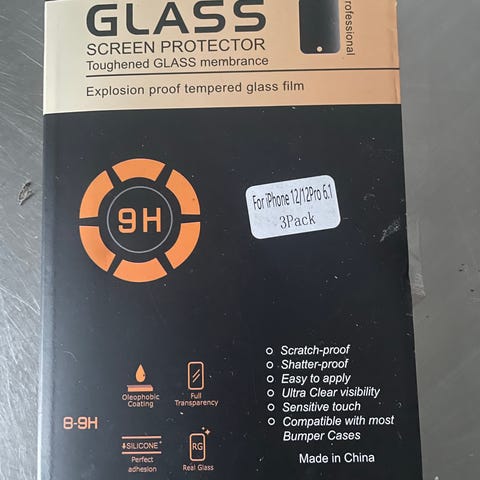 GLASS
Professional
SCREEN PROTECTOR
Toughened GLASS membrance
Explosion proof tempered glass film
9H
For iPhone 12/12Pro 6.1
3Pack
Scratch-proof
Shatter-proof
Easy to apply
Ultra Clear visibility
Sensitive touch
Compatible with most
Bumper Cases
Made in China
Oleophobic
Coating
Full
Transparency
8-9H
SILICONE
Perfect
adhesion
RG
Real Glass